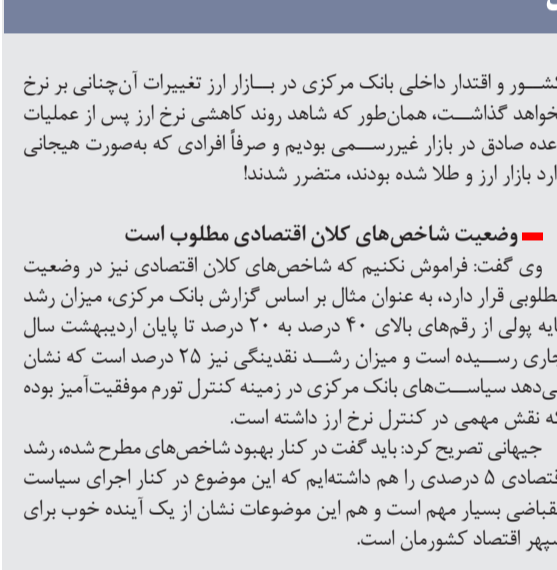 کشور و اقتدار داخلی بانک مرکزی در بازار ارز تغییرات آن‌چنانی بر نرخ
نخواهد گذاشت، همان‌طور که شاهد روند کاهشی نرخ ارز پس از عملیات
وعده صادق در بازار غیررسمی بودیم و صرفاً افرادی که به‌صورت هیجانی
وارد بازار ارز و طلا شده بودند، متضرر شدند!
وضعیت شاخص‌های کلان اقتصادی مطلوب است
وی گفت: فراموش نکنیم که شاخص‌های کلان اقتصادی نیز در وضعیت
مطلوبی قرار دارد، به عنوان مثال بر اساس گزارش بانک مرکزی، میزان رشد
پایه پولی از رقم‌های بالای ۴۰ درصد به ۲۰ درصد تا پایان اردیبهشت سال
جاری رسیده است و میزان رشد نقدینگی نیز ۲۵ درصد است که نشان
می‌دهد سیاست‌های بانک مرکزی در زمینه کنترل تورم موفقیت‌آمیز بوده
که نقش مهمی در کنترل نرخ ارز داشته است.
جیهانی تصریح کرد: باید گفت در کنار بهبود شاخص‌های مطرح شده، رشد
اقتصادی ۵ درصدی را هم داشته‌ایم که این موضوع در کنار اجرای سیاست
انقباضی بسیار مهم است و هم این موضوعات نشان از یک آینده خوب برای
سپهر اقتصاد کشورمان است.